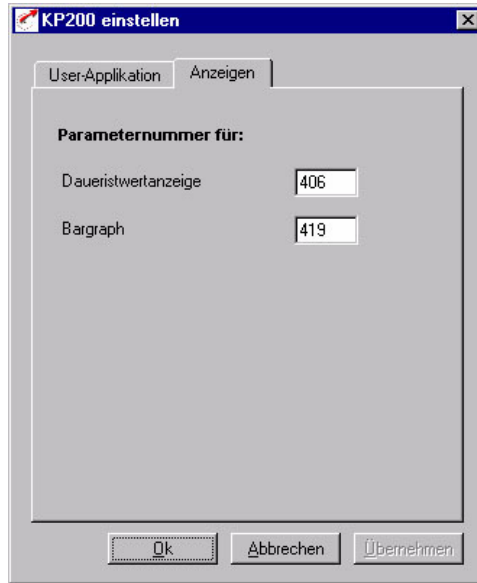 KP200 einstellen
User-Applikation Anzeigen
Parameternummer für:
Daueristwertanzeige 406
Bargraph 419
Ok Abbrechen Übernehmen